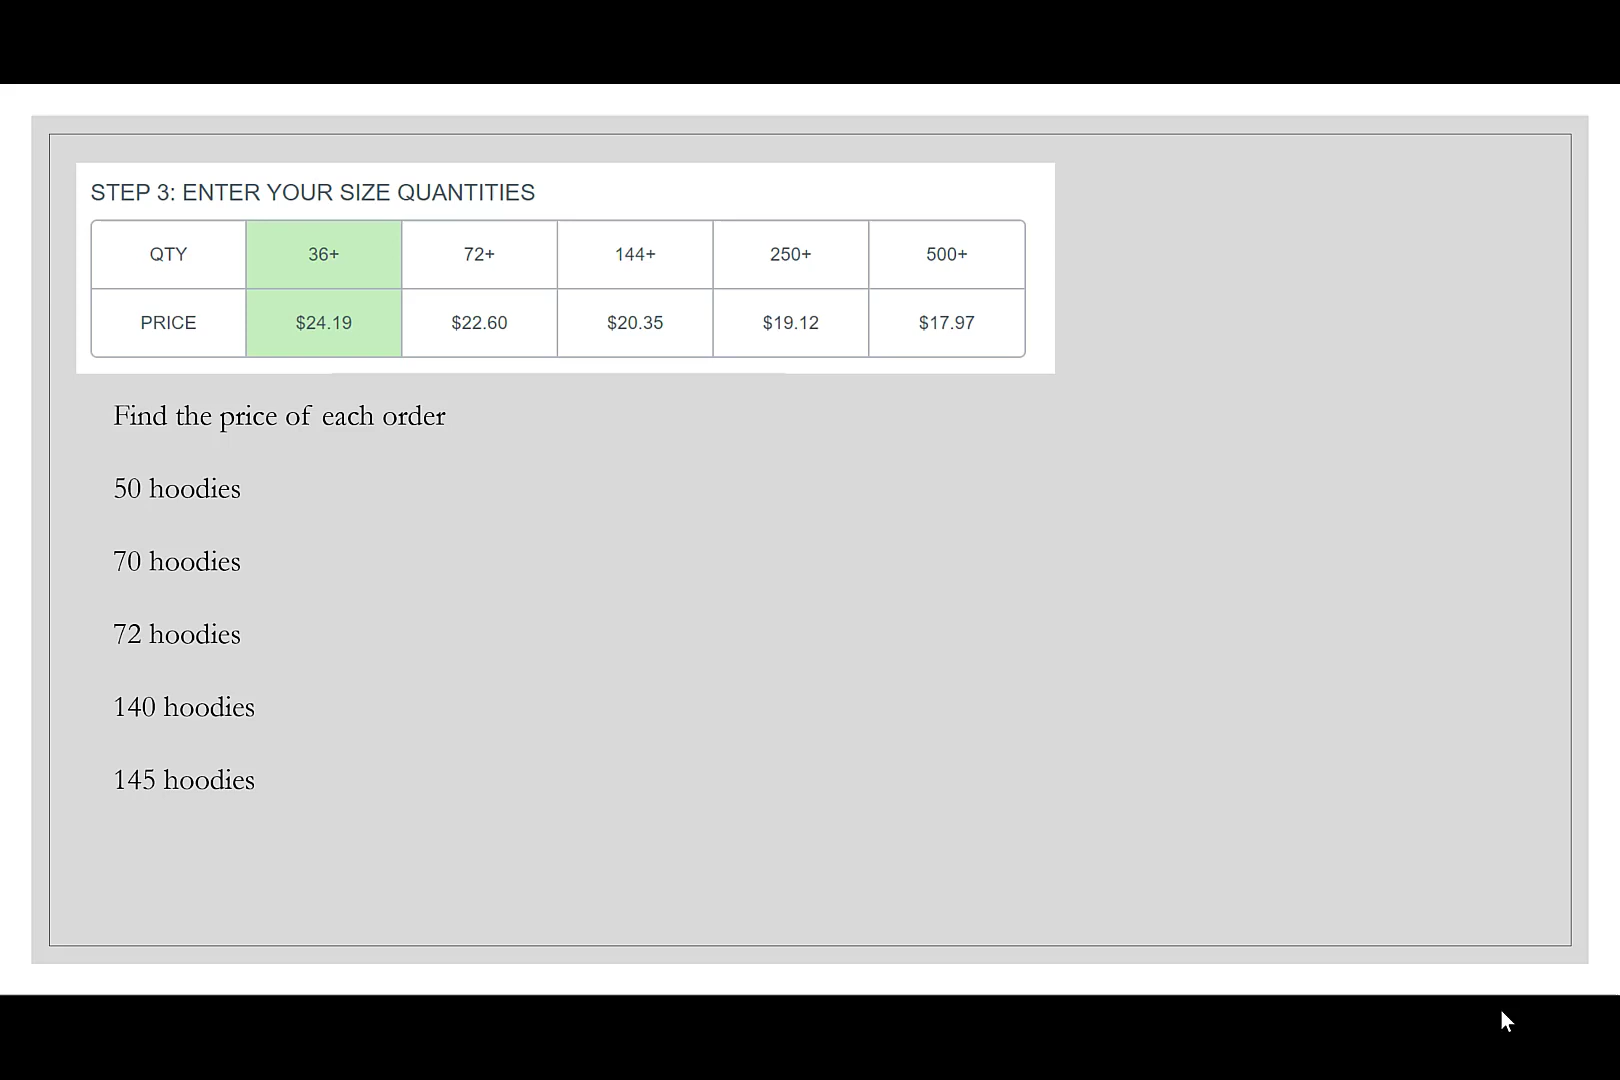 STEP 3: ENTER YOUR SIZE QUANTITIES
QTY 36+ 72+ 144+ 250+ 500+
PRICE $24.19 $22.60 $20.35 $19.12 $17.97
Find the price of each order
50 hoodies
70 hoodies
72 hoodies
140 hoodies
145 hoodies